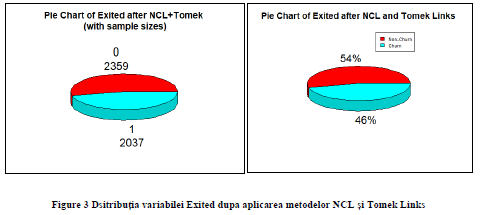 Pie Chart of Exited after NCL+Tomek
(with sample sizes)
0
2359
1
2037
Pie Chart of Exited after NCL and Tomek Links
Non-Churn
Churn
54%
46%
Figure 3 Dsitribuția variabilei Exited dupa aplicarea metodelor NCL și Tomek Links